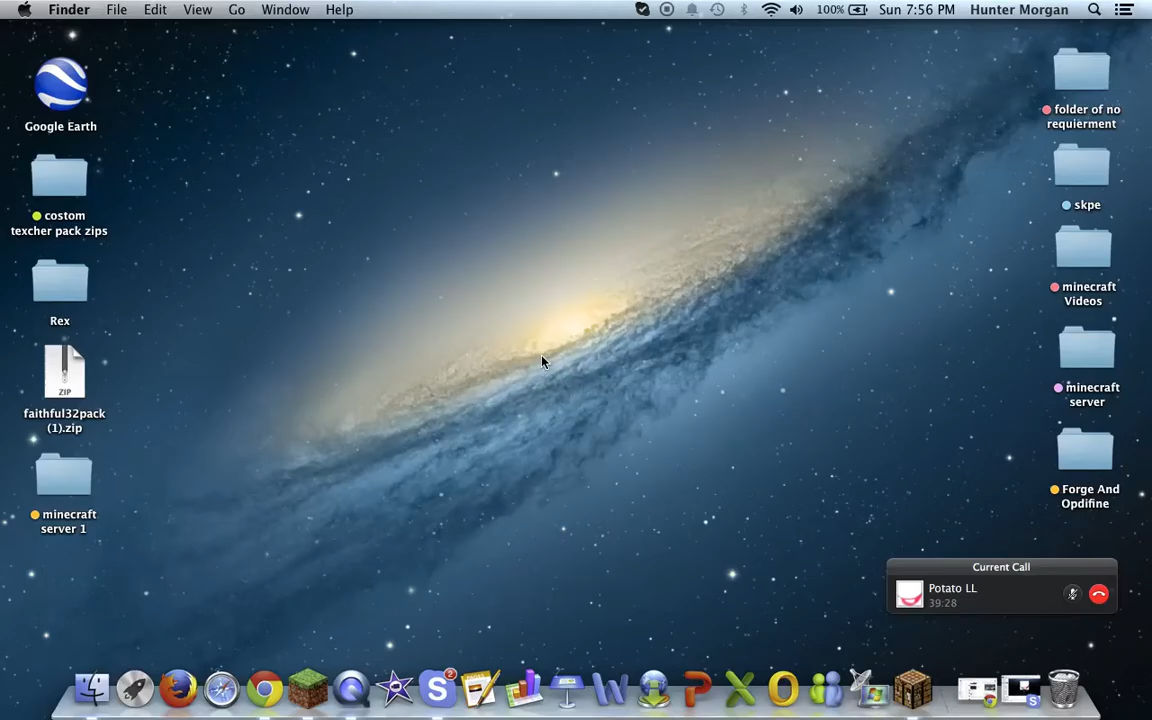 Finder File Edit View Go Window Help 100% Sun 7:56 PM Hunter Morgan
Google Earth
costom
texcher pack zips
Rex
ZIP
faithful32pack
(1).zip
minecraft
server 1
folder of no
requierment
skpe
minecraft
Videos
minecraft
server
Forge And
Opdifine
Current Call
Potato LL
39:28
S 2 W P X O